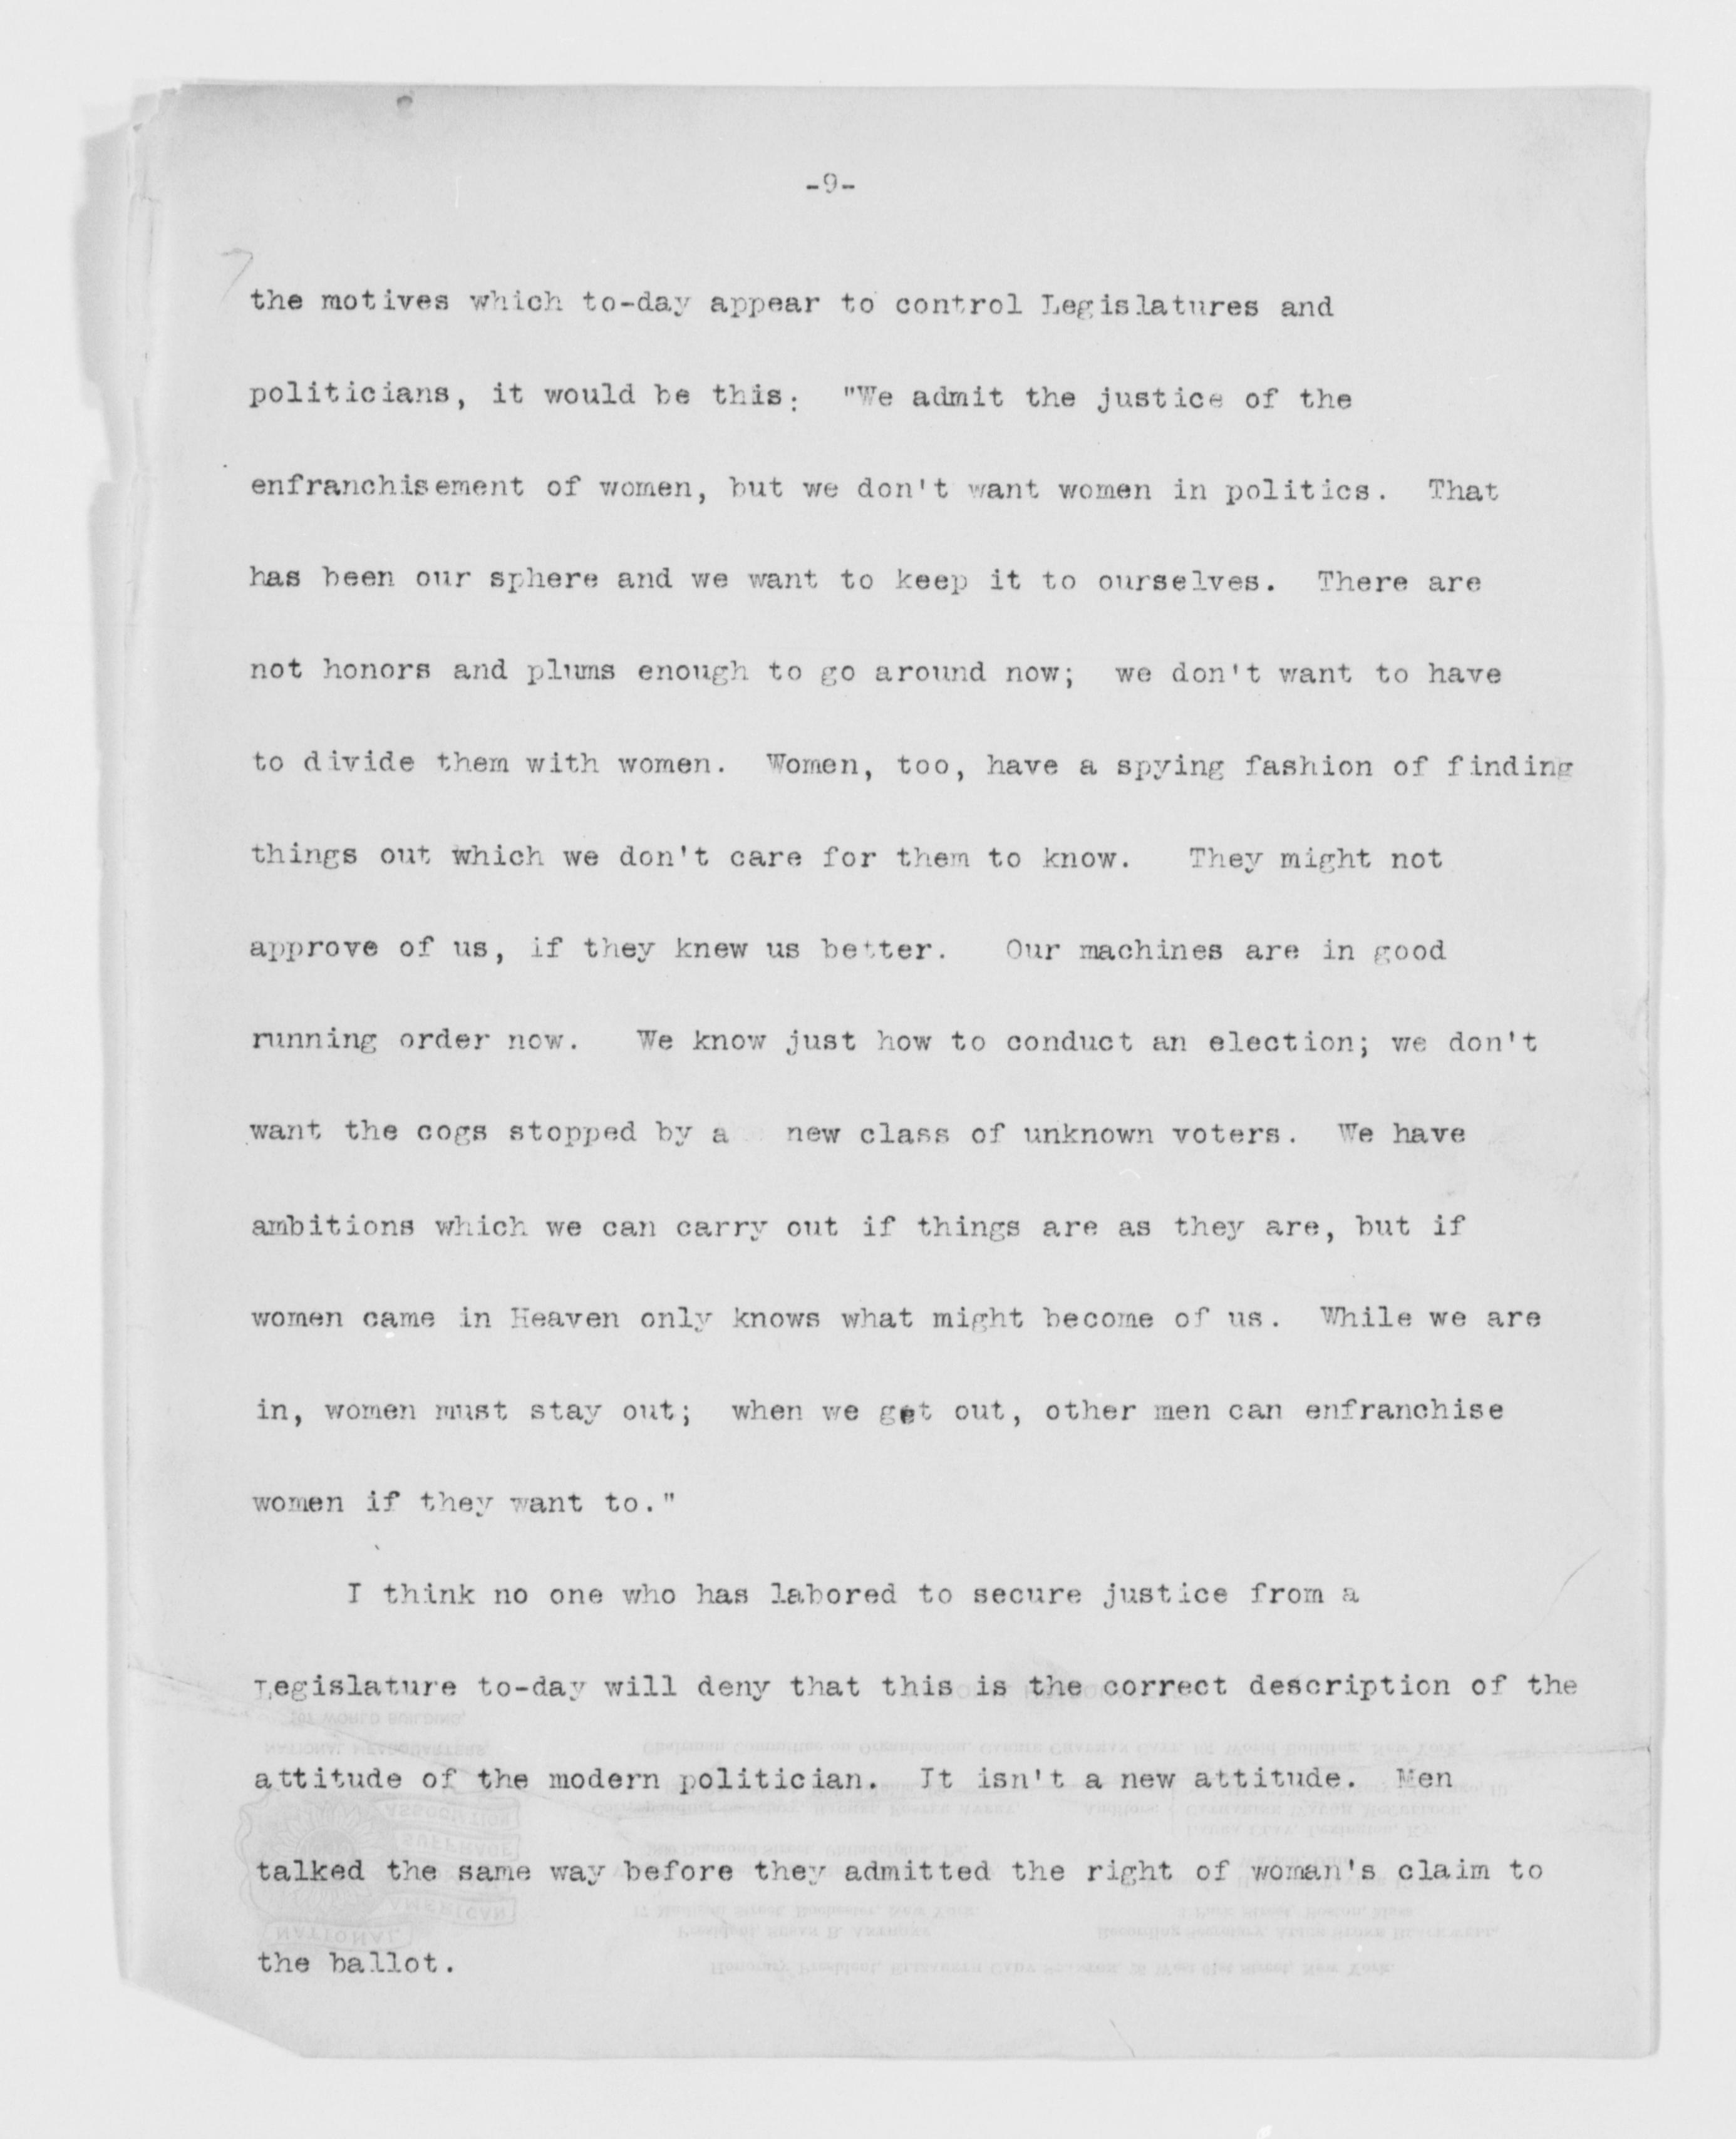 -9-
7
the motives which to-day appear to control Legislatures and
politicians, it would be this: "We admit the justice of the
enfranchisement of women, but we don't want women in politics. That
has been our sphere and we want to keep it to ourselves. There are
not honors and plums enough to go around now; we don't want to have
to divide them with women. Women, too, have a spying fashion of finding
things out which we don't care for them to know. They might not
approve of us, if they knew us better. Our machines are in good
running order now. We know just how to conduct an election; we don't
want the cogs stopped by a new class of unknown voters. We have
ambitions which we can carry out if things are as they are, but if
women came in Heaven only knows what might become of us. While we are
in, women must stay out; when we get out, other men can enfranchise
women if they want to."
I think no one who has labored to secure justice from a
Legislature to-day will deny that this is the correct description of the
attitude of the modern politician. It isn't a new attitude. Men
talked the same way before they admitted the right of woman's claim to
the ballot.